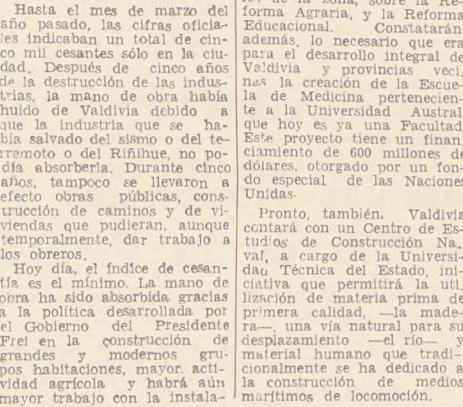 Hasta el mes de marzo del
año pasado, las cifras oficia-
les indicaban un total de cin-
co mil cesantes sólo en la ciu-
dad. Después de cinco años
de la destrucción de las indus-
trias, la mano de obra había
huido de Valdivia debido a
que la industria que se ha-
bía salvado del sismo o del te-
rremoto o del Riñihue, no po-
día absorberla. Durante cinco
años, tampoco se llevaron a
efecto obras públicas, cons-
trucción de caminos y de vi-
viendas que pudieran, aunque
temporalmente, dar trabajo a
los obreros.
Hoy día, el índice de cesan-
tía es el mínimo. La mano de
obra ha sido absorbida gracias
a la política desarrollada por
el Gobierno del Presidente
Frei en la construcción de
grandes y modernos gru-
pos habitaciones, mayor acti-
vidad agrícola y habrá aún
mayor trabajo con la instala-
de la zona, sobre la Re-
forma Agraria, y la Reforma
Educacional. Constatarán
además, lo necesario que era
para el desarrollo integral de
Valdivia y provincias veci-
nas la creación de la Escue-
la de Medicina pertenecien-
te a la Universidad Austral
que hoy es ya una Facultad
Este proyecto tiene un finan
ciamiento de 600 millones de
dólares, otorgado por un fon-
do especial de las Naciones
Unidas.
Pronto, también, Valdivia
contará con un Centro de Es-
tudios de Construcción Na-
val, a cargo de la Universi-
dad Técnica del Estado, ini-
ciativa que permitirá la uti
lización de materia prima de
primera calidad, —la made-
ra—, una vía natural para su
desplazamiento —el río— y
material humano que tradi-
cionalmente se ha dedicado a
la construcción de medios
marítimos de locomoción.